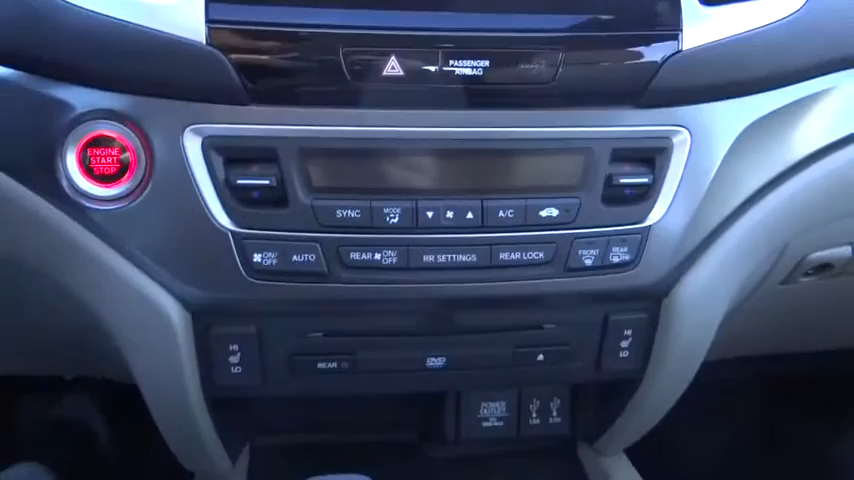 PASSENGER
AIRBAG
ENGINE
START
STOP
SYNC
MODE
A/C
ON/
OFF
AUTO
REAR ON/
OFF
RR SETTINGS
REAR LOCK
FRONT
REAR
HI
LO
REAR
DVD
HI
LO
POWER
OUTLET